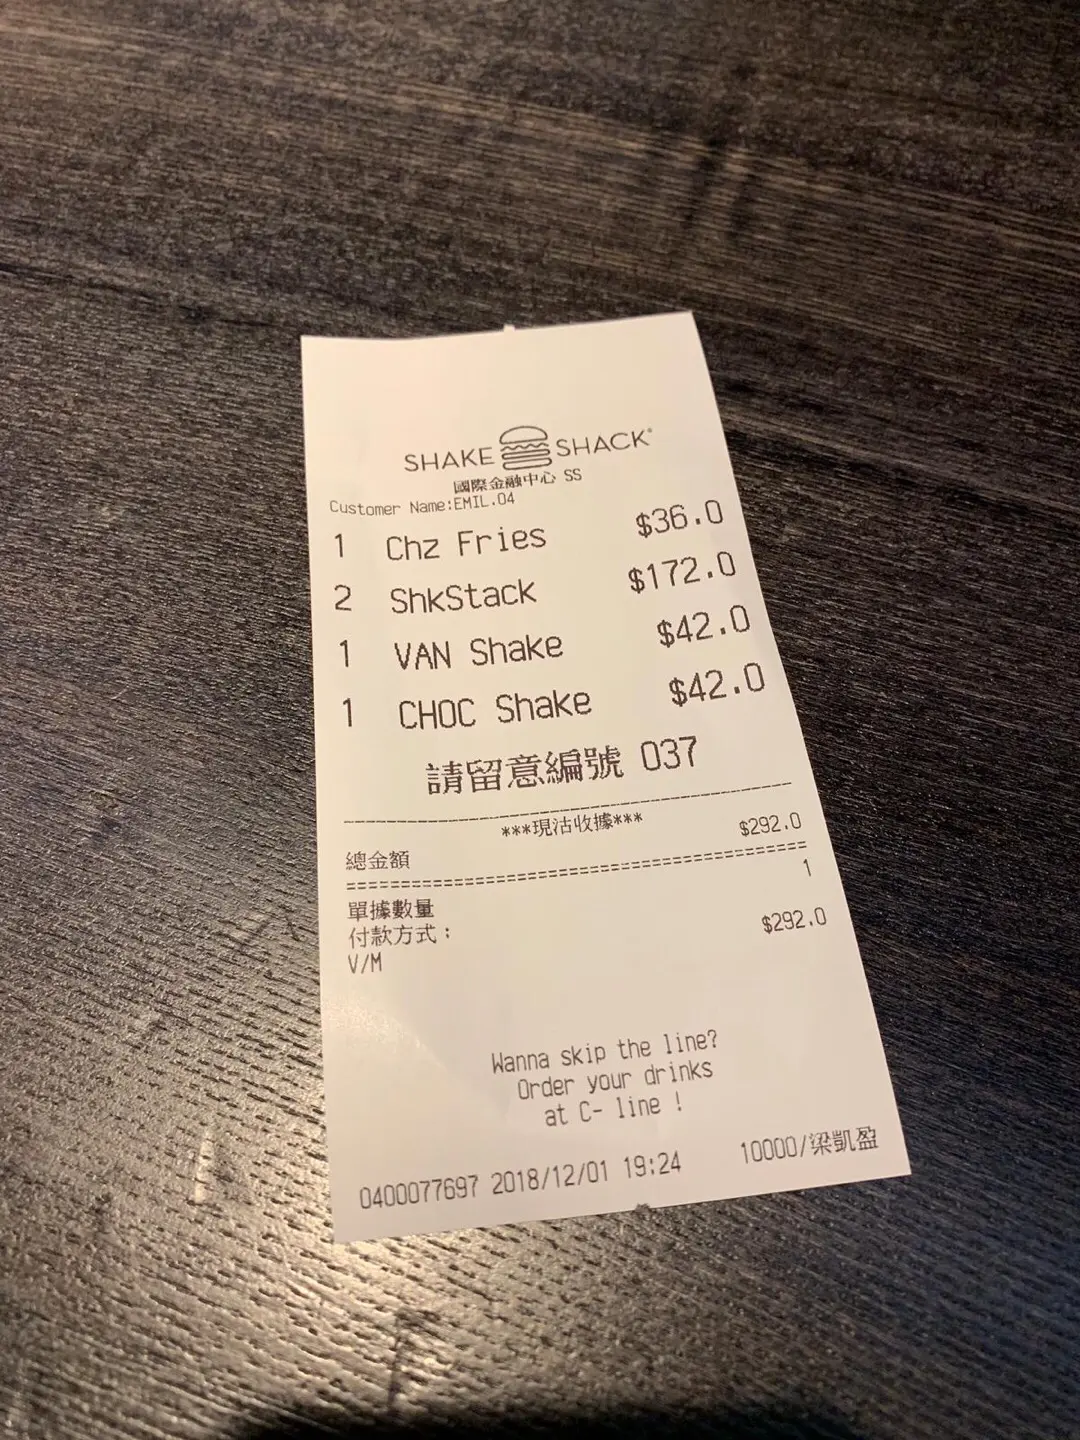 SHAKE SHACK
國際金融中心 SS
Customer Name:EMIL.04
1 Chz Fries $36.0
2 ShkStack $172.0
1 VAN Shake $42.0
1 CHOC Shake $42.0
請留意編號 037
***現沽收據***
總金額 $292.0
單據數量 1
付款方式：
V/M $292.0
Wanna skip the line?
Order your drinks
at C- line !
0400077697 2018/12/01 19:24 10000/梁凱盈